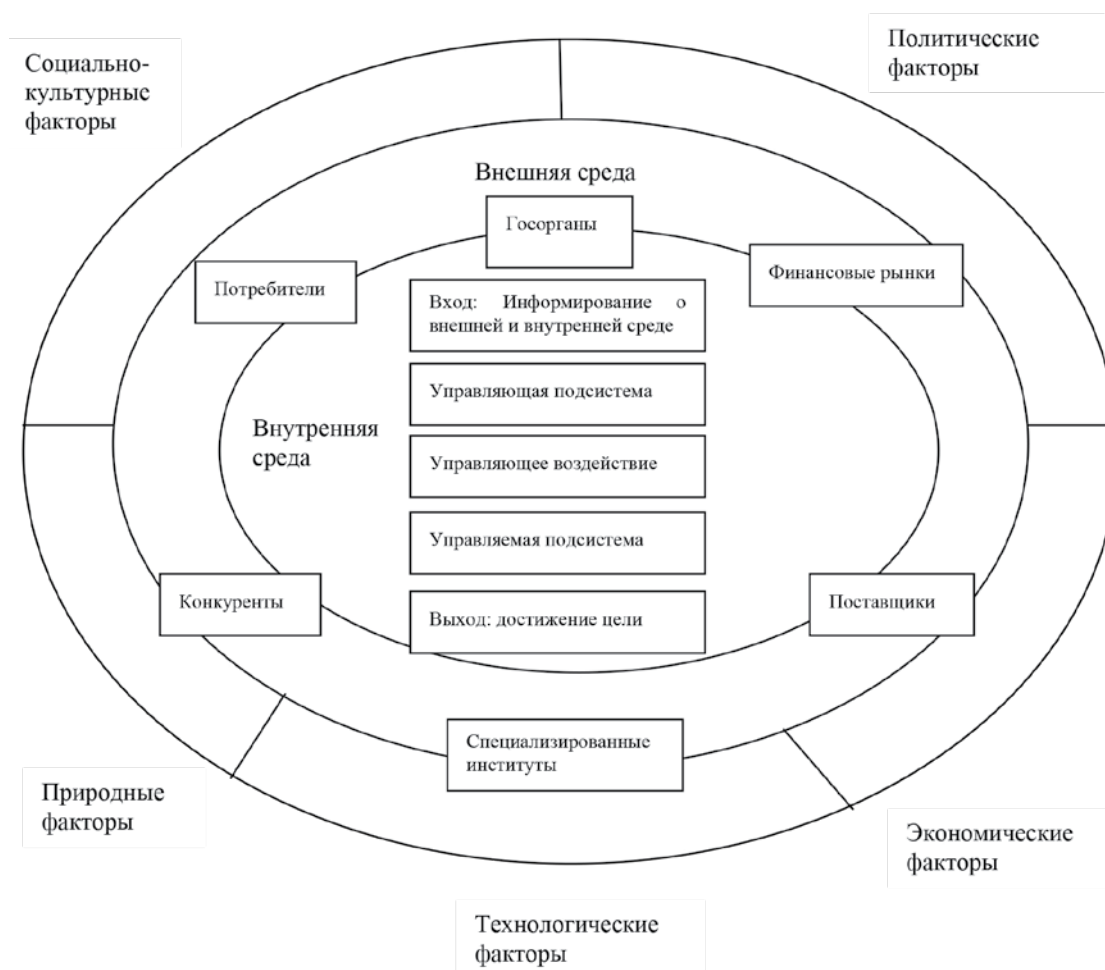 Политические
факторы
Социально-
культурные
факторы
Внешняя среда
Госорганы
Потребители
Финансовые рынки
Вход: Информирование о
внешней и внутренней среде
Управляющая подсистема
Внутренняя
среда
Управляющее воздействие
Управляемая подсистема
Конкуренты
Поставщики
Выход: достижение цели
Специализированные
институты
Природные
факторы
Экономические
факторы
Технологические
факторы